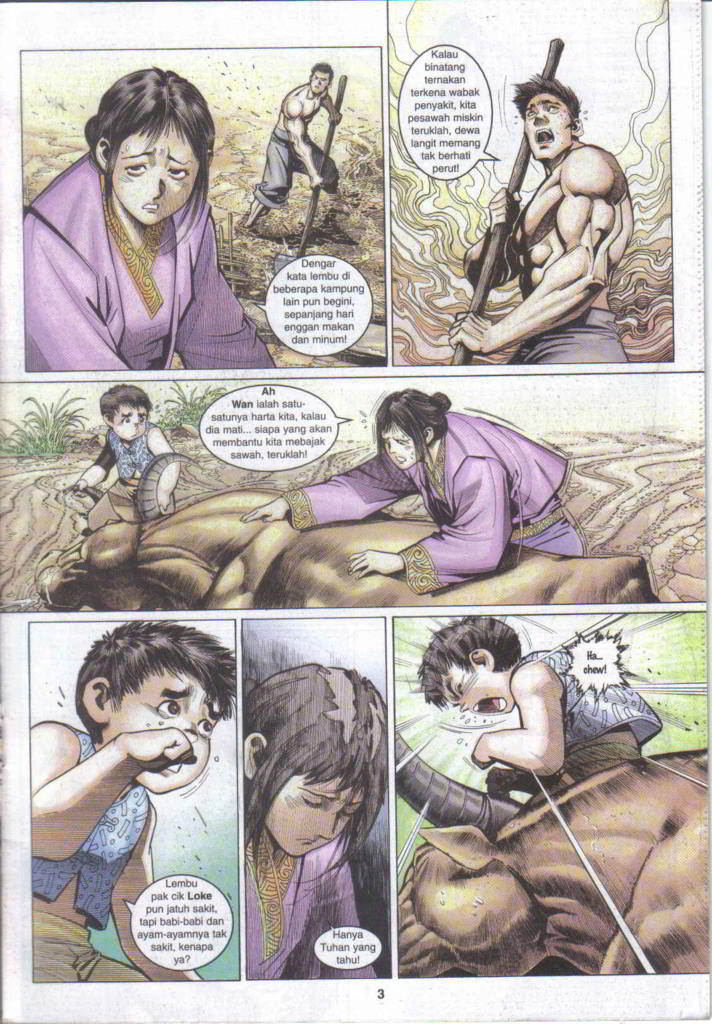 Dengar
kata lembu di
beberapa kampung
lain pun begini,
sepanjang hari
enggan makan
dan minum!
Kalau
binatang
ternakan
terkena wabak
penyakit, kita
pesawah miskin
teruklah, dewa
langit memang
tak berhati
perut!
Ah
Wan ialah satu-
satunya harta kita, kalau
dia mati... siapa yang akan
membantu kita mebajak
sawah, teruklah!
Lembu
pak cik Loke
pun jatuh sakit,
tapi babi-babi dan
ayam-ayamnya tak
sakit, kenapa
ya?
Hanya
Tuhan yang
tahu!
Ha...
chew!
3